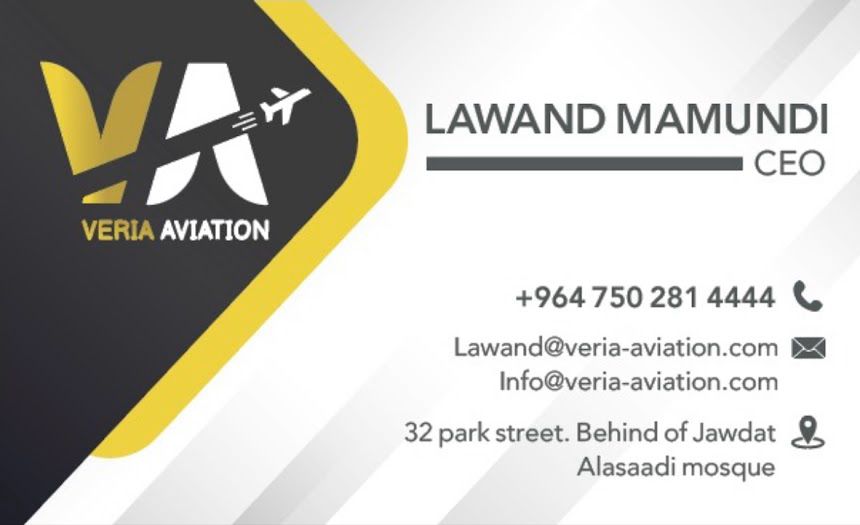 VA
VERIA AVIATION
LAWAND MAMUNDI
CEO
+964 750 281 4444
Lawand@veria-aviation.com
Info@veria-aviation.com
32 park street. Behind of Jawdat
Alasaadi mosque